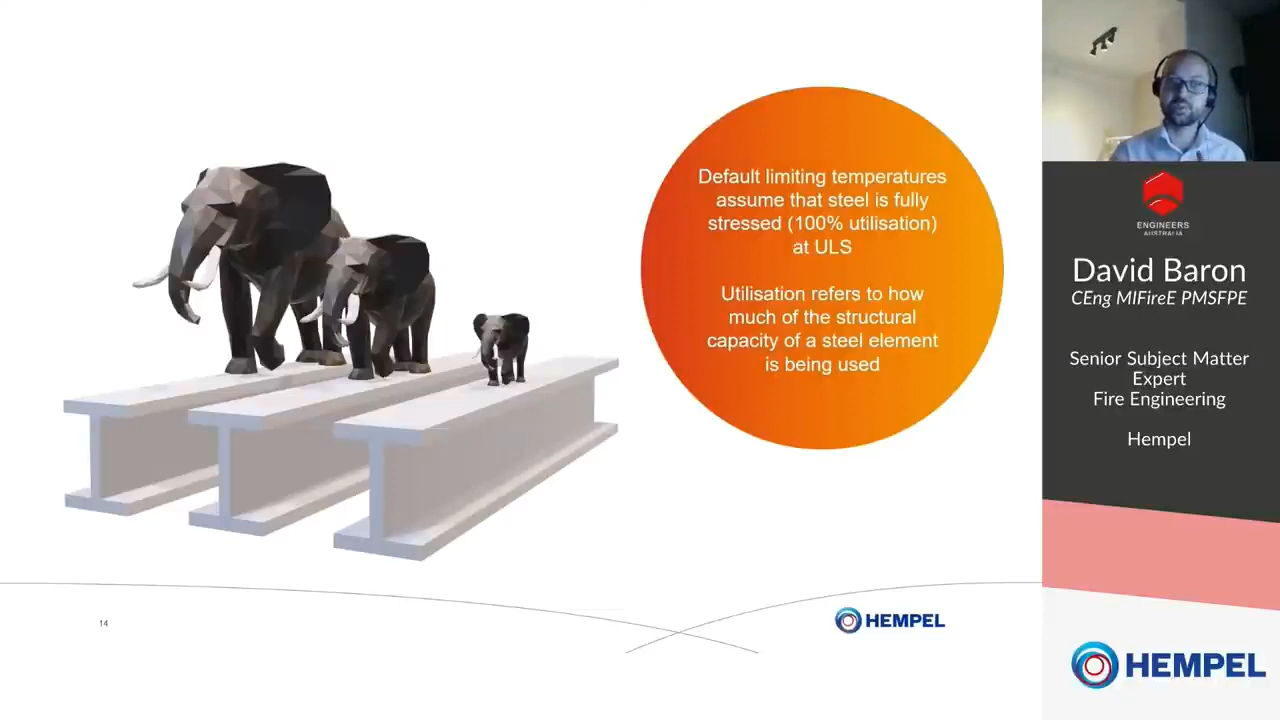 Default limiting temperatures
assume that steel is fully
stressed (100% utilisation)
at ULS
Utilisation refers to how
much of the structural
capacity of a steel element
is being used
14
HEMPEL
ENGINEERS
AUSTRALIA
David Baron
CEng MIFireE PMSFPE
Senior Subject Matter
Expert
Fire Engineering
Hempel
HEMPEL